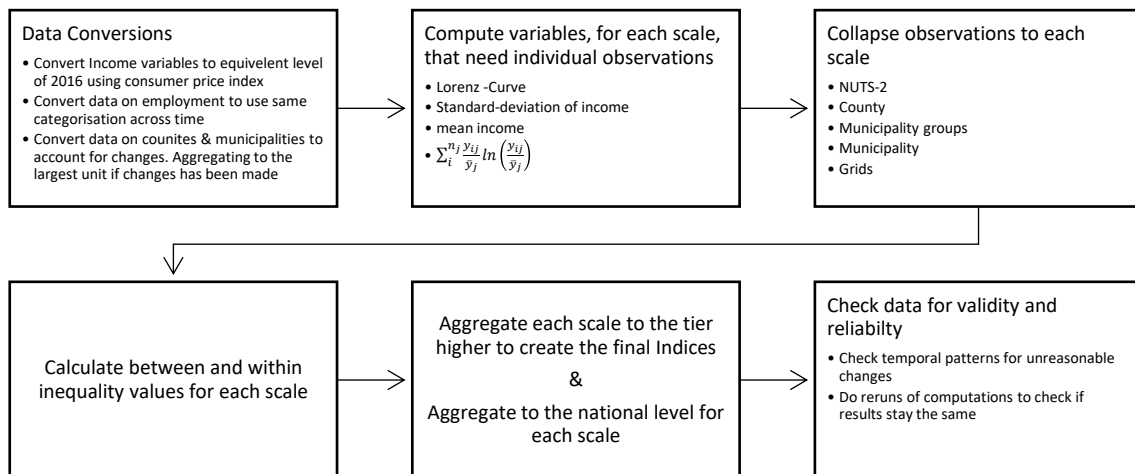 Data Conversions
• Convert Income variables to equivelent level
of 2016 using consumer price index
• Convert data on employment to use same
categorisation across time
• Convert data on counites & municipalities to
account for changes. Aggregating to the
largest unit if changes has been made
Compute variables, for each scale,
that need individual observations
• Lorenz -Curve
• Standard-deviation of income
• mean income
• $\sum_{i}^{n_j} \frac{y_{ij}}{\bar{y}_j} ln \left( \frac{y_{ij}}{\bar{y}_j} \right)$
Collapse observations to each
scale
• NUTS-2
• County
• Municipality groups
• Municipality
• Grids
Calculate between and within
inequality values for each scale
Aggregate each scale to the tier
higher to create the final Indices
&
Aggregate to the national level for
each scale
Check data for validity and
reliabilty
• Check temporal patterns for unreasonable
changes
• Do reruns of computations to check if
results stay the same